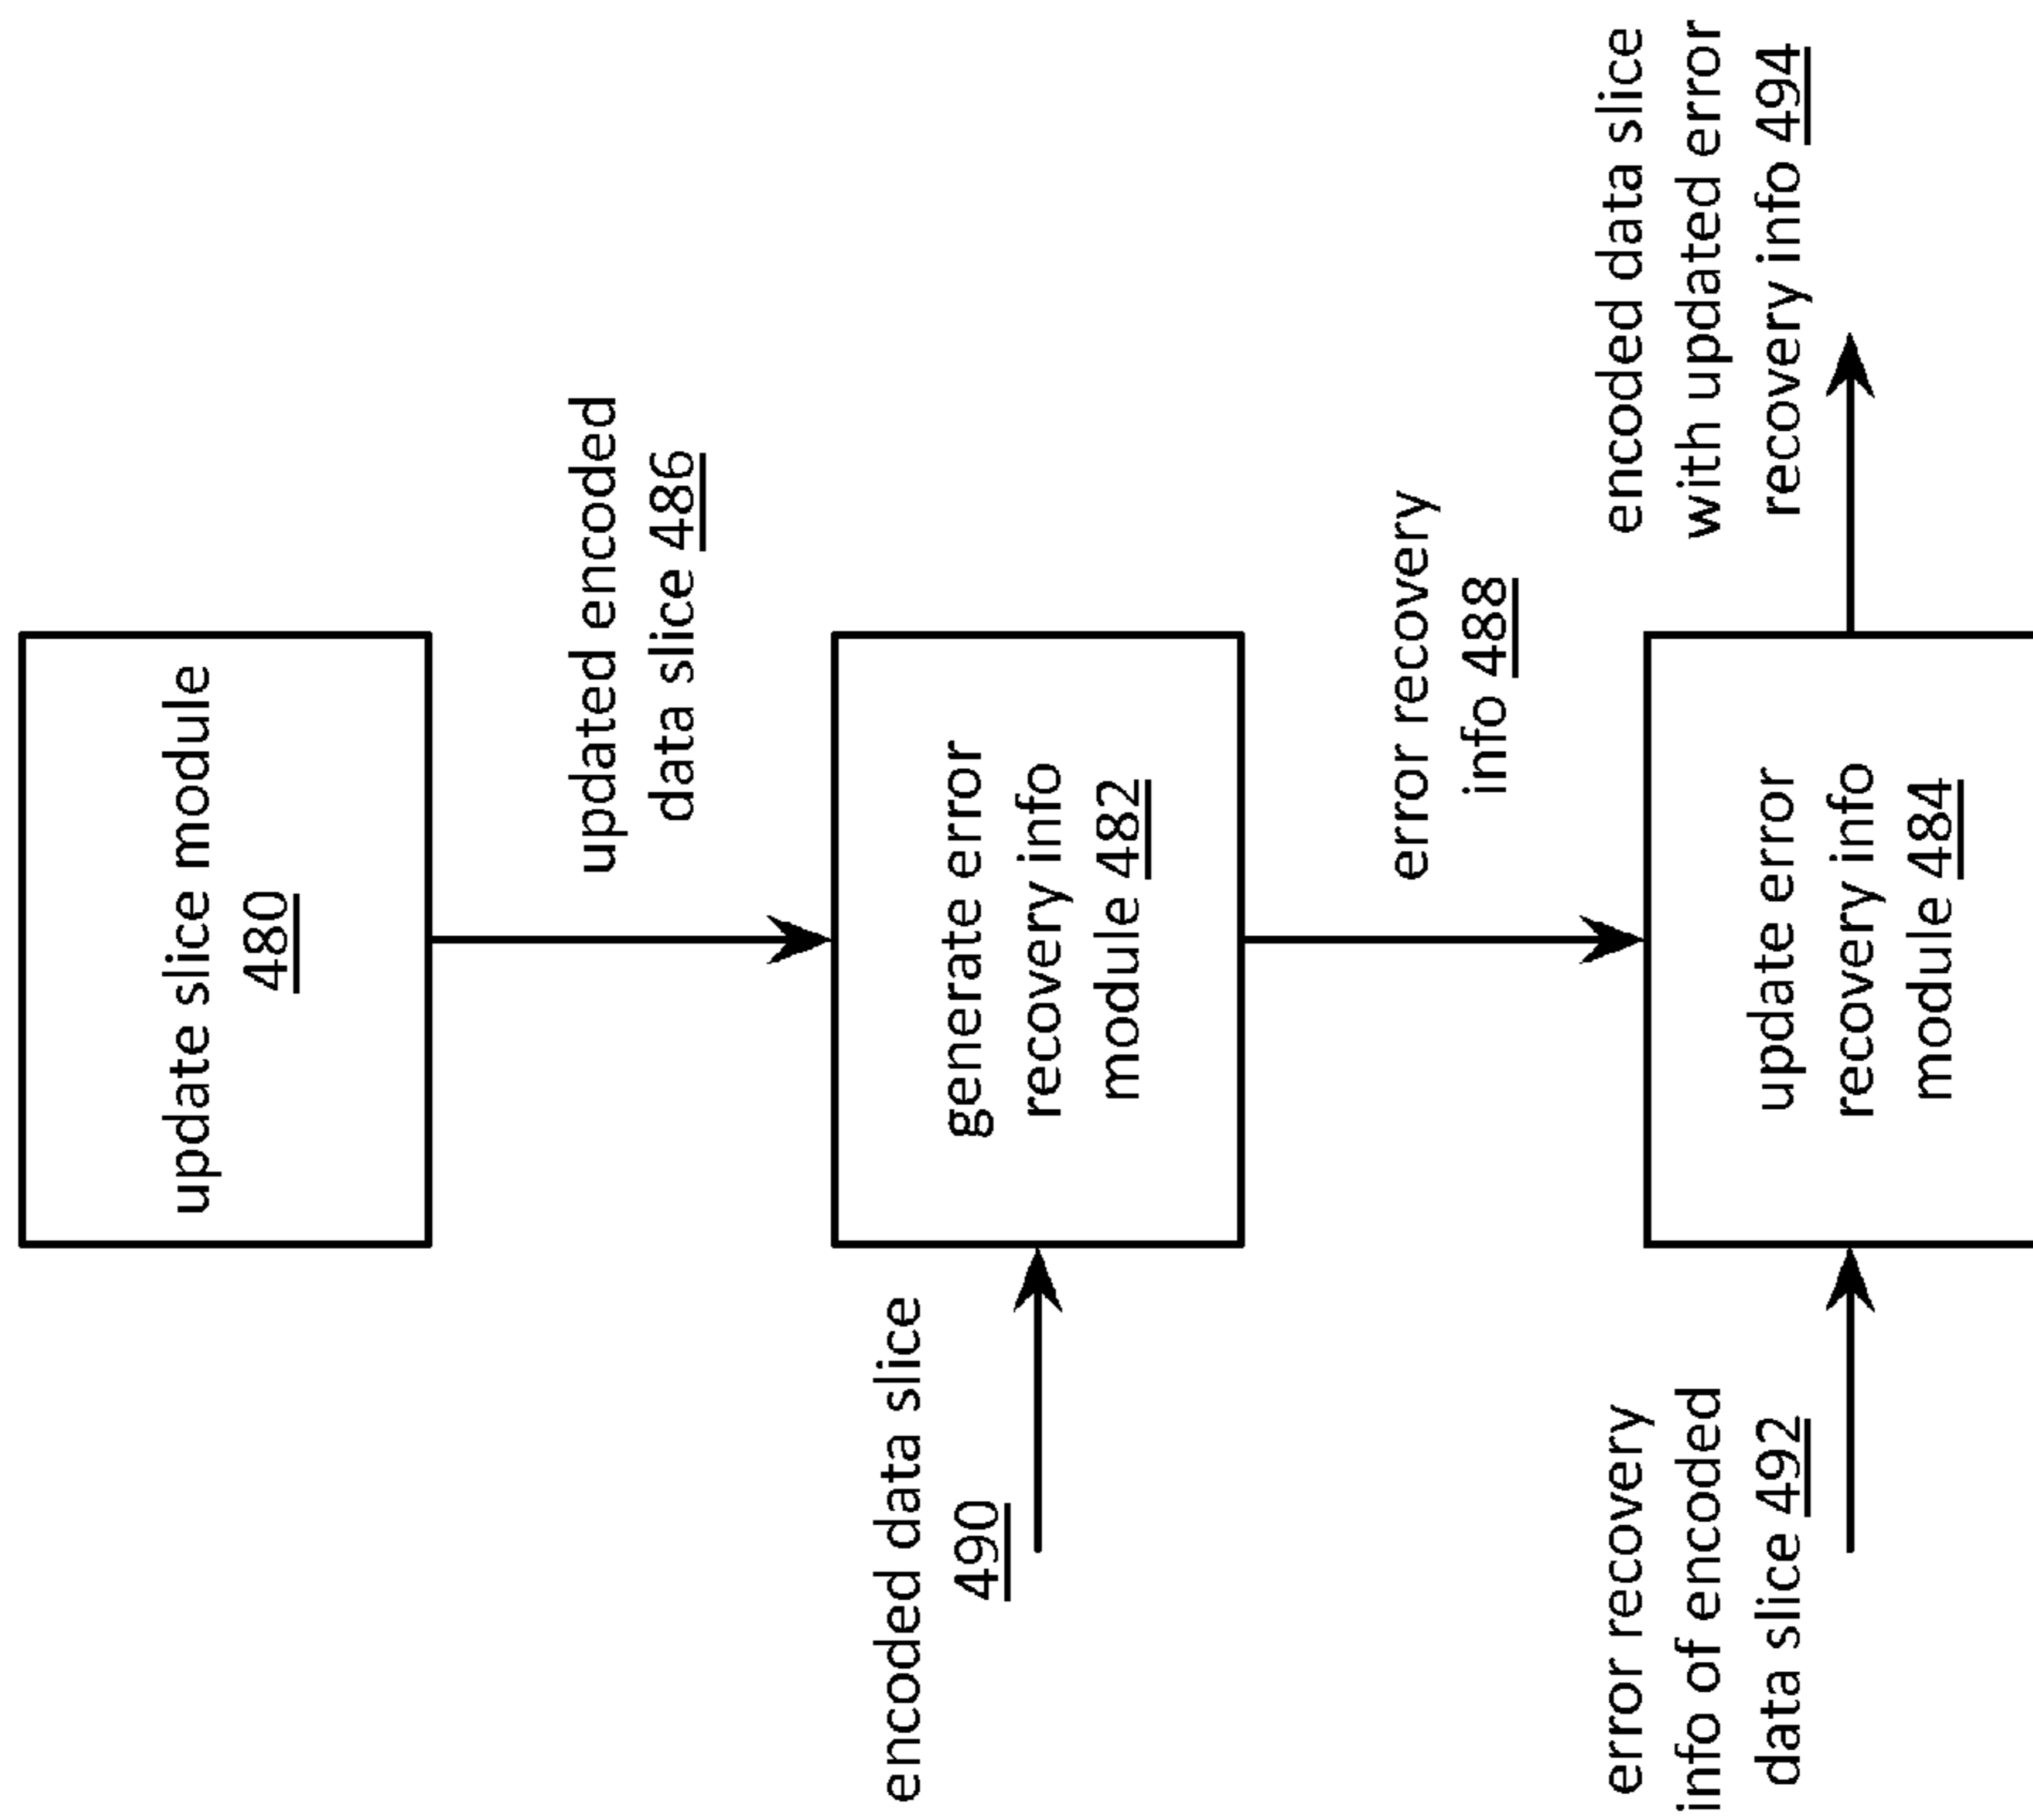 update slice module
480
updated encoded
data slice 486
encoded data slice
490
generate error
recovery info
module 482
error recovery
info 488
error recovery
info of encoded
data slice 492
update error
recovery info
module 484
encoded data slice
with updated error
recovery info 494